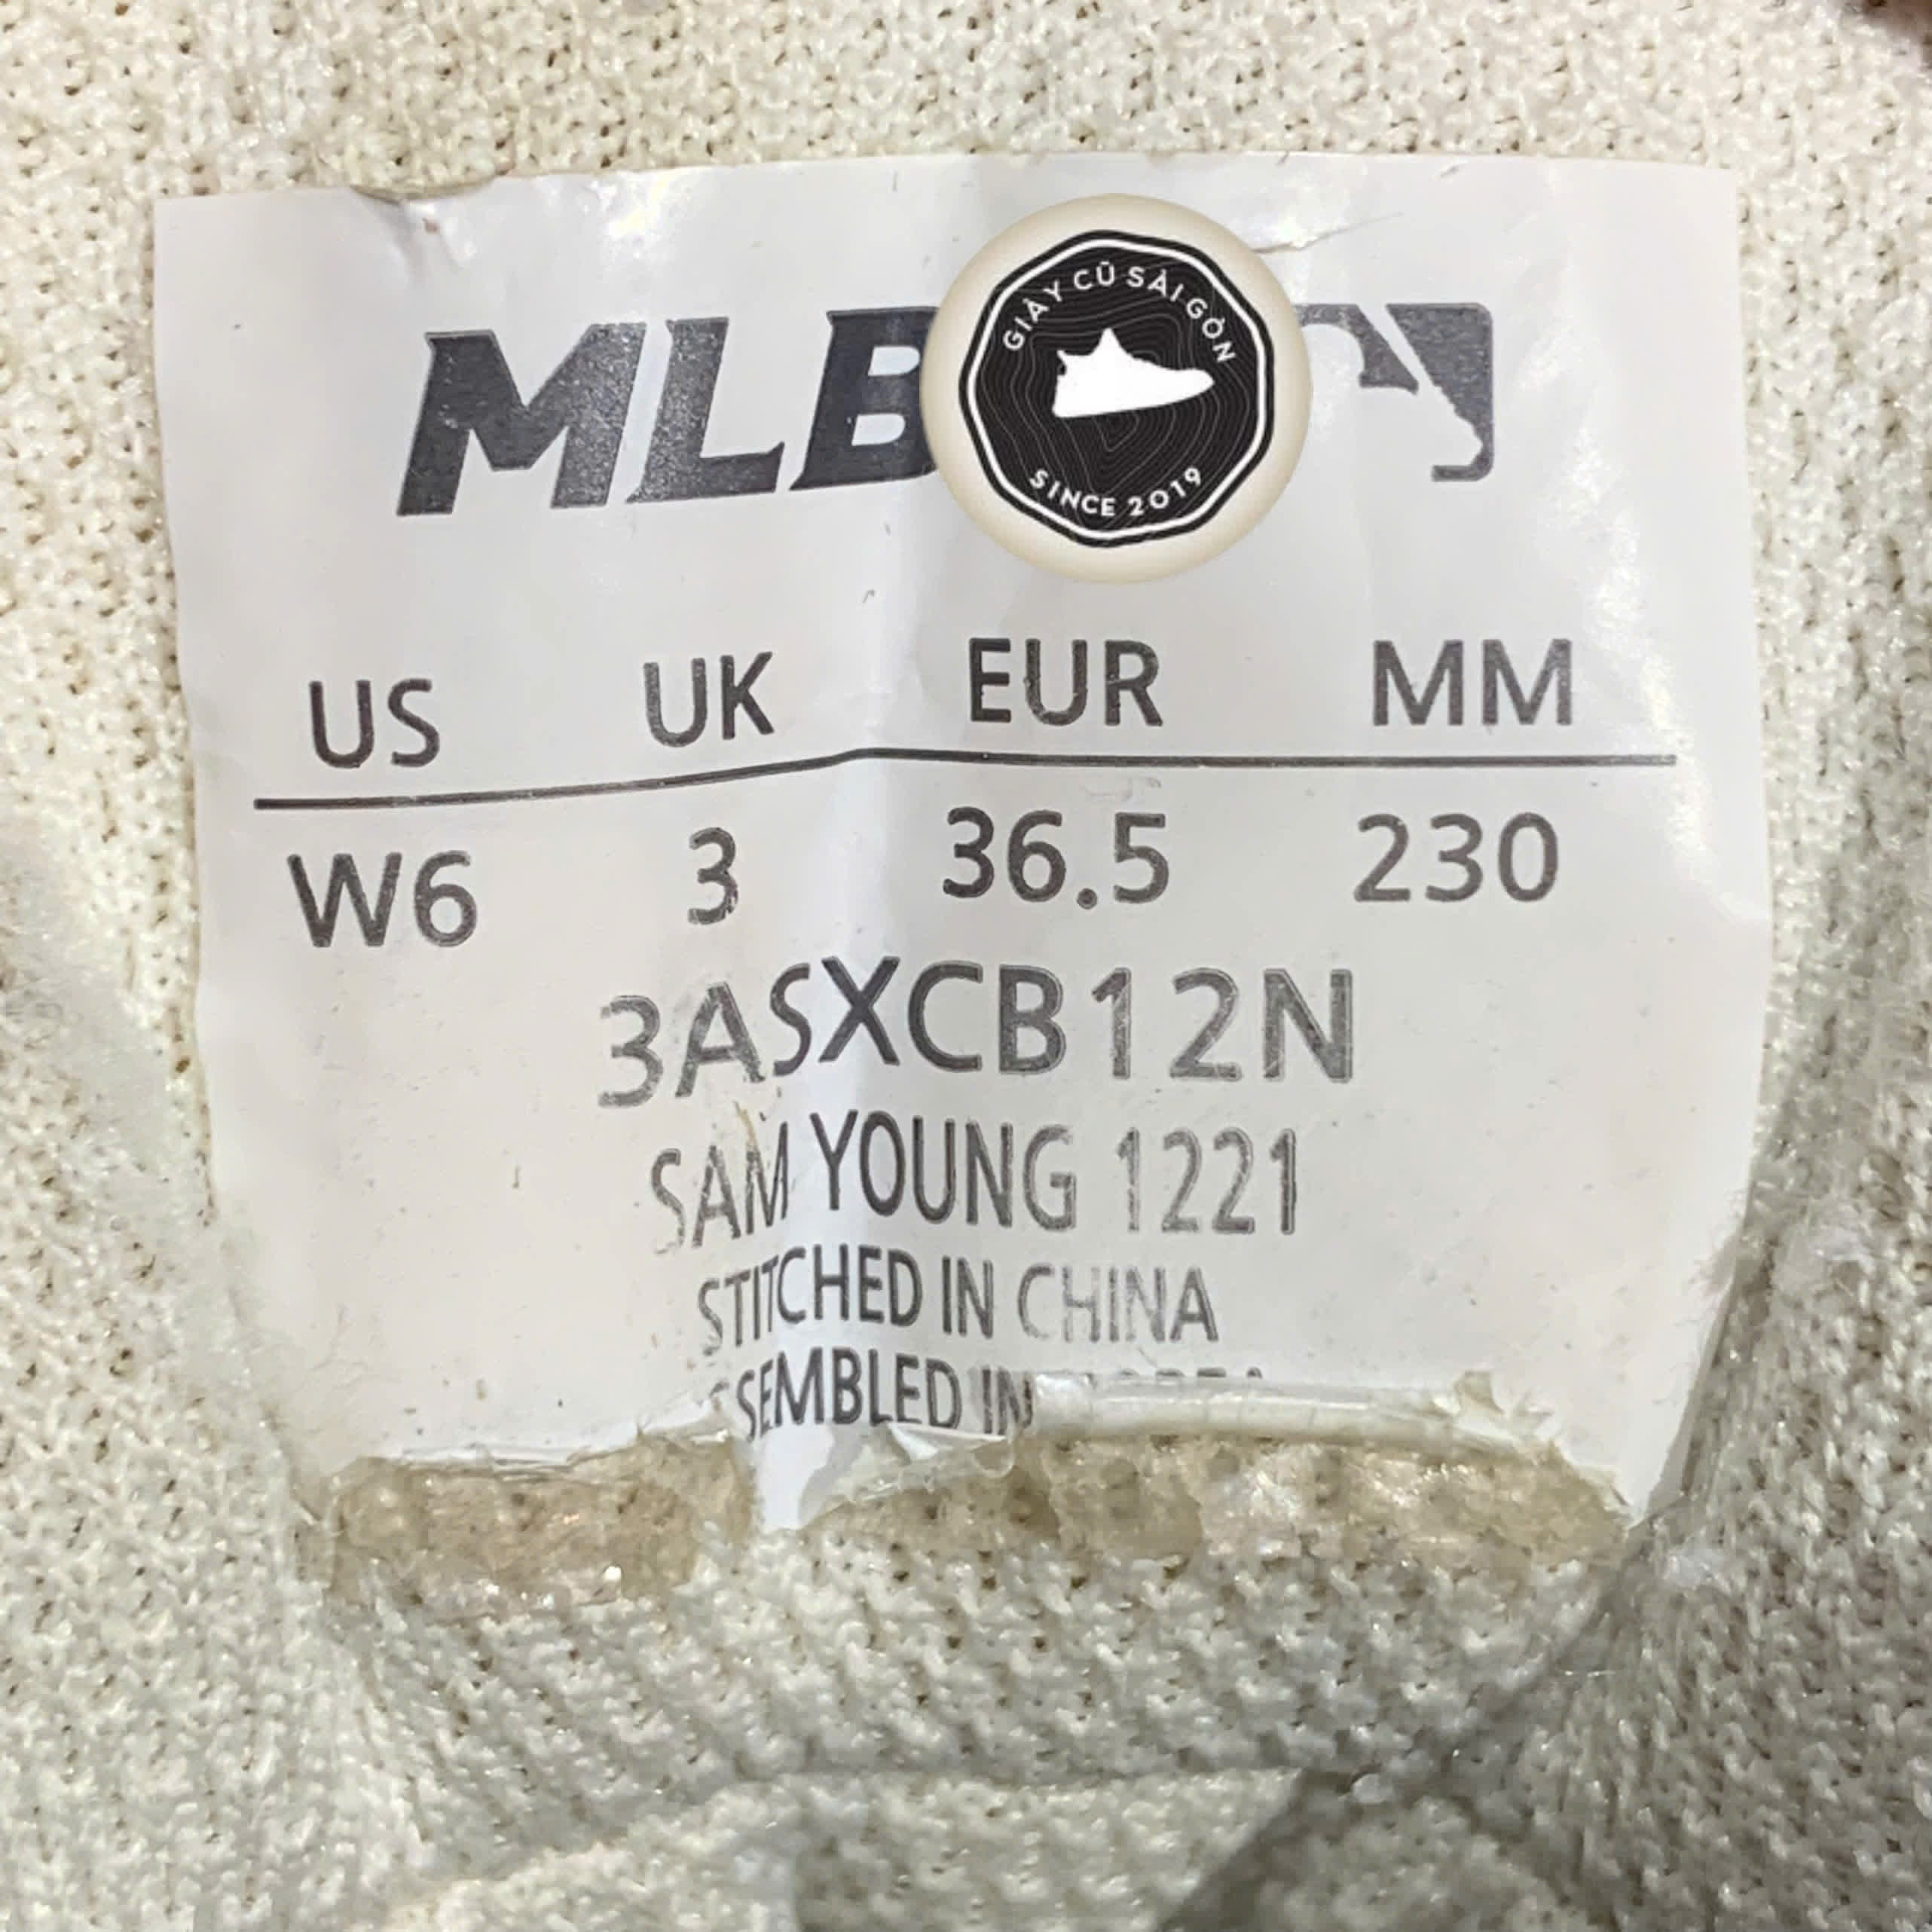 MLB
GIÀY CŨ SÀI GÒN
SINCE 2019
US UK EUR MM
W6 3 36.5 230
3ASXCB12N
SAM YOUNG 1221
STITCHED IN CHINA
IN